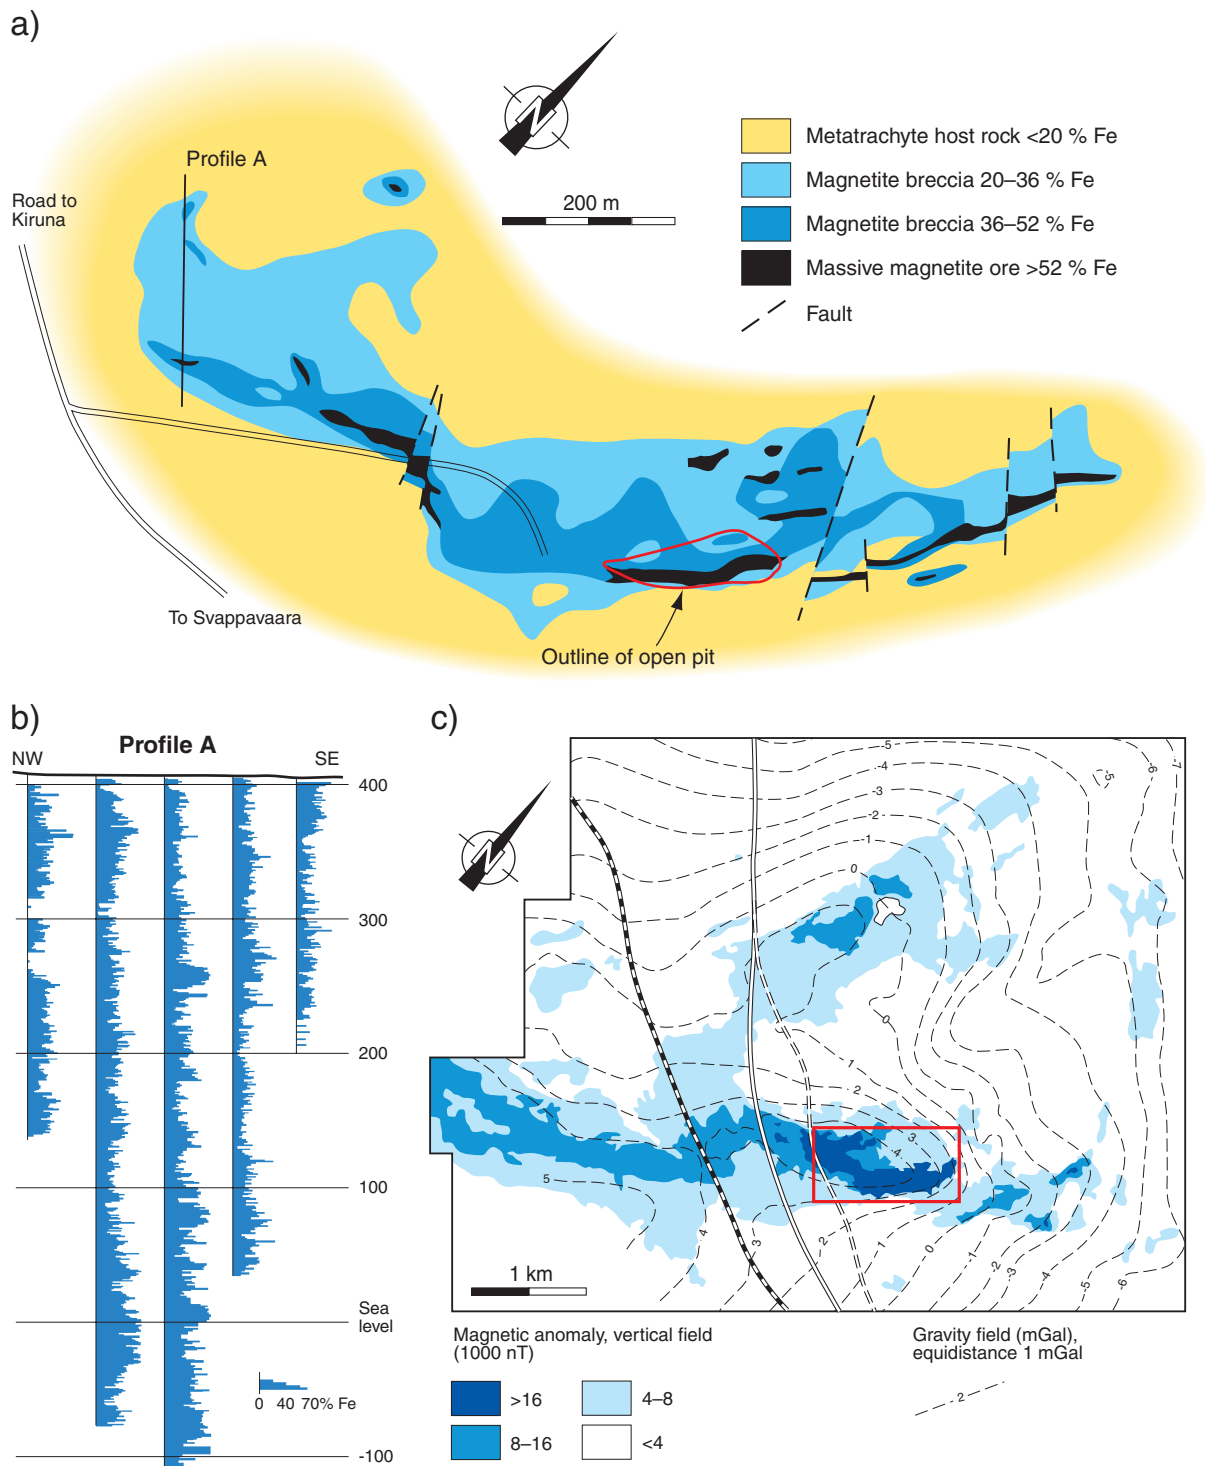 a)
Profile A
Road to
Kiruna
N
200 m
Metatrachyte host rock <20 % Fe
Magnetite breccia 20–36 % Fe
Magnetite breccia 36–52 % Fe
Massive magnetite ore >52 % Fe
Fault
To Svappavaara
Outline of open pit
b)
Profile A
NW
SE
400
300
200
100
Sea
level
-100
0 40 70% Fe
c)
N
-5
-4
-3
-2
-1
0
-5
-6
-7
0
1
2
3
4
5
4
3
2
1
0
-1
-2
-3
-4
-5
-6
1 km
Magnetic anomaly, vertical field
(1000 nT)
>16
4–8
8–16
<4
Gravity field (mGal),
equidistance 1 mGal
2